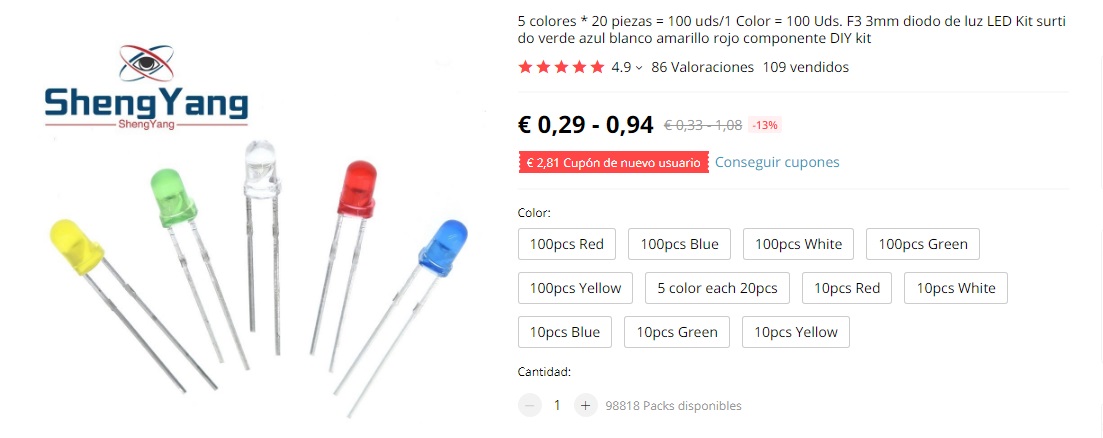 ShengYang
ShengYang
5 colores * 20 piezas = 100 uds/1 Color = 100 Uds. F3 3mm diodo de luz LED Kit surti
do verde azul blanco amarillo rojo componente DIY kit
4.9 86 Valoraciones 109 vendidos
€ 0,29 - 0,94 € 0,33 - 1,08 -13%
€ 2,81 Cupón de nuevo usuario Conseguir cupones
Color:
100pcs Red 100pcs Blue 100pcs White 100pcs Green
100pcs Yellow 5 color each 20pcs 10pcs Red 10pcs White
10pcs Blue 10pcs Green 10pcs Yellow
Cantidad:
− 1 + 98818 Packs disponibles